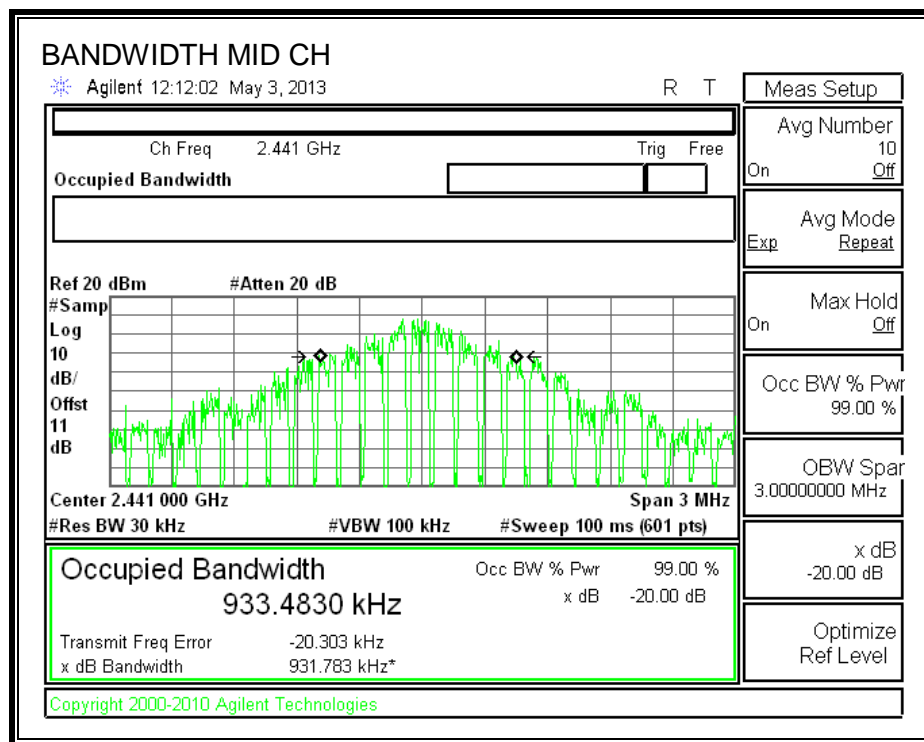 BANDWIDTH MID CH
Agilent 12:12:02 May 3, 2013 R T
Ch Freq 2.441 GHz Trig Free
Occupied Bandwidth
Ref 20 dBm #Atten 20 dB
#Samp
Log
10
dB/
Offst
11
dB
Center 2.441 000 GHz Span 3 MHz
#Res BW 30 kHz #VBW 100 kHz #Sweep 100 ms (601 pts)
Occupied Bandwidth Occ BW % Pwr 99.00 %
933.4830 kHz x dB -20.00 dB
Transmit Freq Error -20.303 kHz
x dB Bandwidth 931.783 kHz*
Copyright 2000-2010 Agilent Technologies
Meas Setup
Avg Number
10
On Off
Avg Mode
Exp Repeat
Max Hold
On Off
Occ BW % Pwr
99.00 %
OBW Span
3.00000000 MHz
x dB
-20.00 dB
Optimize
Ref Level